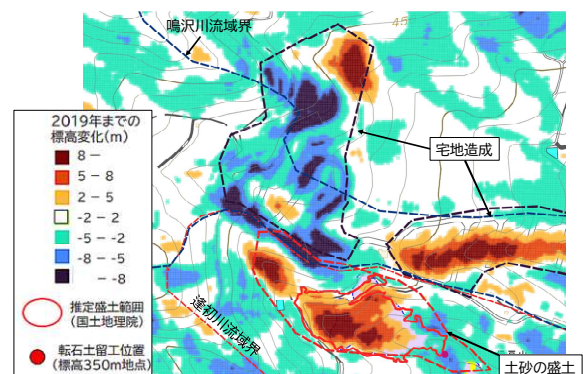 鳴沢川流域界
45
2019年までの
標高変化(m)
8 −
5 − 8
2 − 5
-2 − 2
-5 − -2
-8 − -5
− -8
推定盛土範囲
(国土地理院)
転石土留工位置
(標高350m地点)
宅地造成
逢初川流域界
土砂の盛土